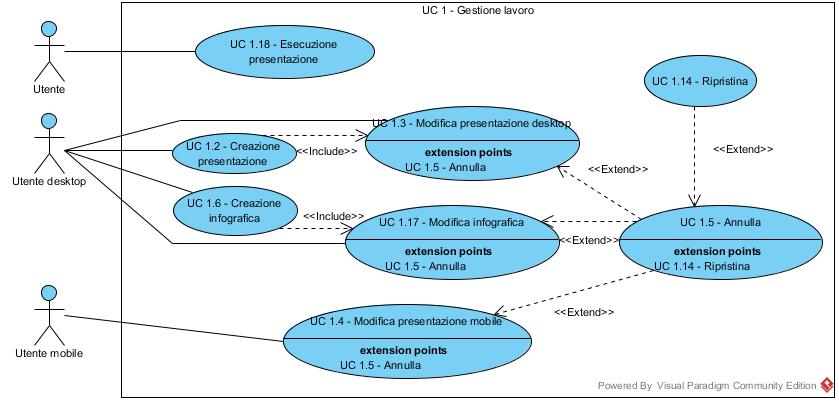 UC 1 - Gestione lavoro
UC 1.18 - Esecuzione
presentazione
Utente
UC 1.14 - Ripristina
UC 1.3 - Modifica presentazione desktop
extension points
UC 1.5 - Annulla
UC 1.2 - Creazione
presentazione
<<Include>>
<<Extend>>
<<Extend>>
Utente desktop
UC 1.6 - Creazione
infografica
<<Include>>
UC 1.17 - Modifica infografica
extension points
UC 1.5 - Annulla
<<Extend>>
UC 1.5 - Annulla
extension points
UC 1.14 - Ripristina
<<Extend>>
UC 1.4 - Modifica presentazione mobile
extension points
UC 1.5 - Annulla
Utente mobile
Powered By Visual Paradigm Community Edition